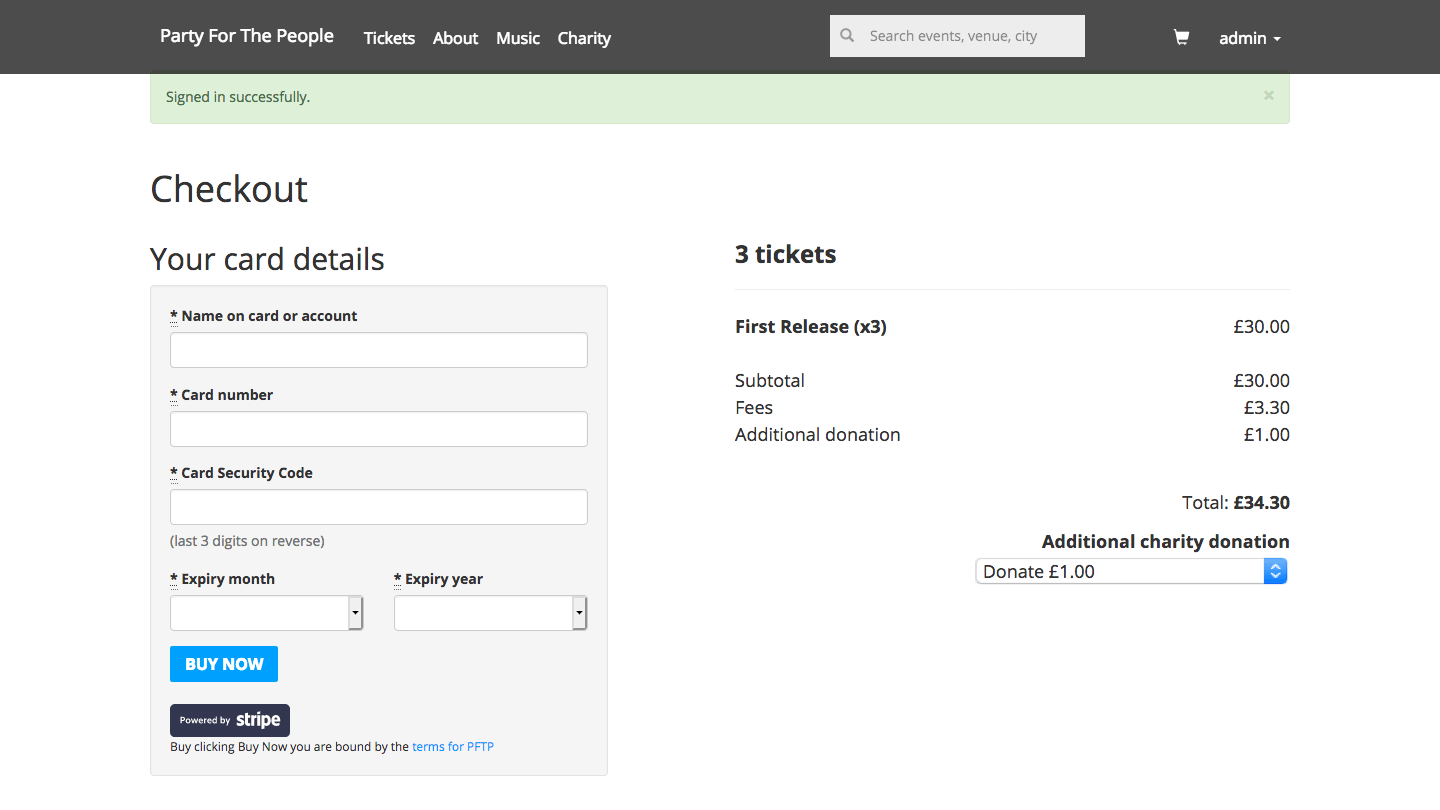 Party For The People Tickets About Music Charity Search events, venue, city admin
Signed in successfully. ×
Checkout
Your card details
* Name on card or account
* Card number
* Card Security Code
(last 3 digits on reverse)
* Expiry month * Expiry year
BUY NOW
Powered by stripe
Buy clicking Buy Now you are bound by the terms for PFTP
3 tickets
First Release (x3) £30.00
Subtotal £30.00
Fees £3.30
Additional donation £1.00
Total: £34.30
Additional charity donation
Donate £1.00